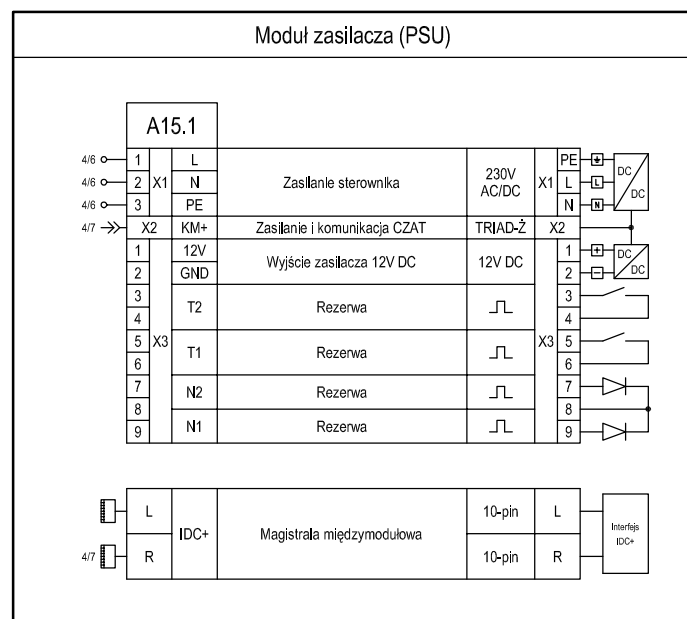 Moduł zasilacza (PSU)
A15.1
4/6 1 X1 L Zasilanie sterownika 230V AC/DC X1 PE DC
4/6 2 N L L DC
4/6 3 PE N N
4/7 X2 KM+ Zasilanie i komunikacja CZAT TRIAD-Ż X2
1 X3 12V Wyjście zasilacza 12V DC 12V DC X3 1 + DC
2 GND 2 − DC
3 T2 Rezerwa 3
4 4
5 T1 Rezerwa 5
6 6
7 N2 Rezerwa 7
8 8
9 N1 Rezerwa 9
L IDC+ Magistrala międzymodułowa 10-pin L Interfejs IDC+
4/7 R 10-pin R